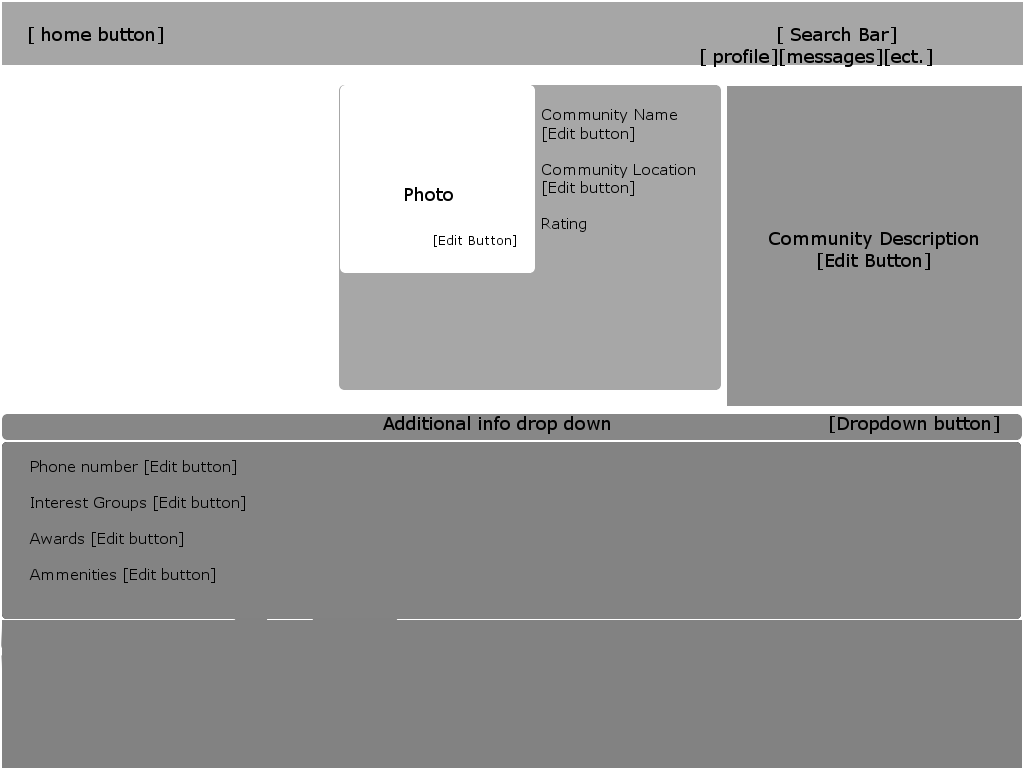 [ home button]
[ Search Bar]
[ profile][messages][ect.]
Photo
[Edit Button]
Community Name
[Edit button]
Community Location
[Edit button]
Rating
Community Description
[Edit Button]
Additional info drop down
[Dropdown button]
Phone number [Edit button]
Interest Groups [Edit button]
Awards [Edit button]
Ammenities [Edit button]